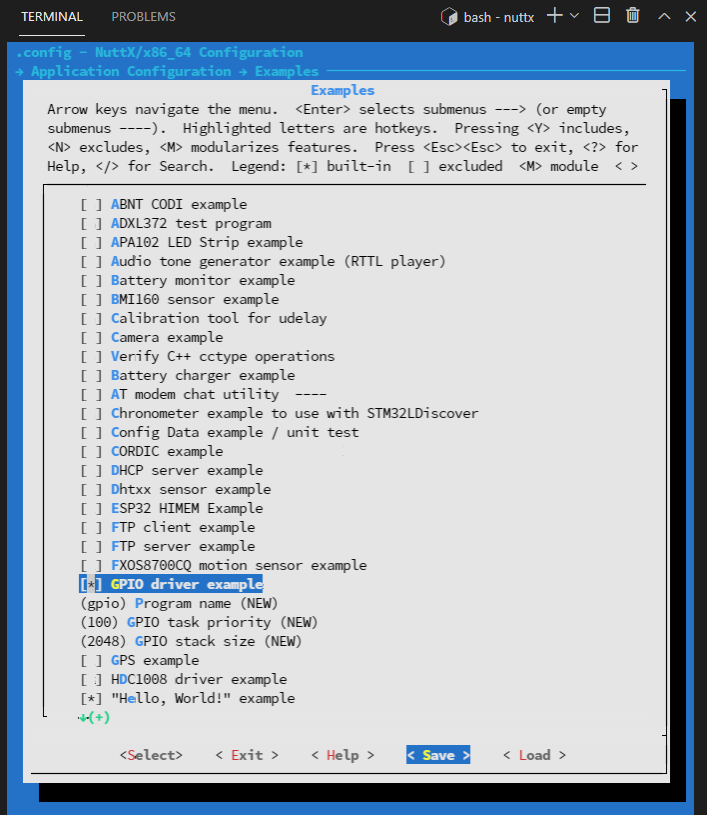 TERMINAL PROBLEMS bash - nuttx
.config - NuttX/x86_64 Configuration
→ Application Configuration → Examples
Examples
Arrow keys navigate the menu. <Enter> selects submenus ---> (or empty
submenus ----). Highlighted letters are hotkeys. Pressing <Y> includes,
<N> excludes, <M> modularizes features. Press <Esc><Esc> to exit, <?> for
Help, </> for Search. Legend: [*] built-in [ ] excluded <M> module < >
[ ] ABNT CODI example
[ ] ADXL372 test program
[ ] APA102 LED Strip example
[ ] Audio tone generator example (RTTL player)
[ ] Battery monitor example
[ ] BMI160 sensor example
[ ] Calibration tool for udelay
[ ] Camera example
[ ] Verify C++ cctype operations
[ ] Battery charger example
[ ] AT modem chat utility ----
[ ] Chronometer example to use with STM32LDiscover
[ ] Config Data example / unit test
[ ] CORDIC example
[ ] DHCP server example
[ ] Dhtxx sensor example
[ ] ESP32 HIMEM Example
[ ] FTP client example
[ ] FTP server example
[ ] FXOS8700CQ motion sensor example
[*] GPIO driver example
(gpio) Program name (NEW)
(100) GPIO task priority (NEW)
(2048) GPIO stack size (NEW)
[ ] GPS example
[ ] HDC1008 driver example
[*] "Hello, World!" example
↓(+)
<Select> < Exit > < Help > < Save > < Load >